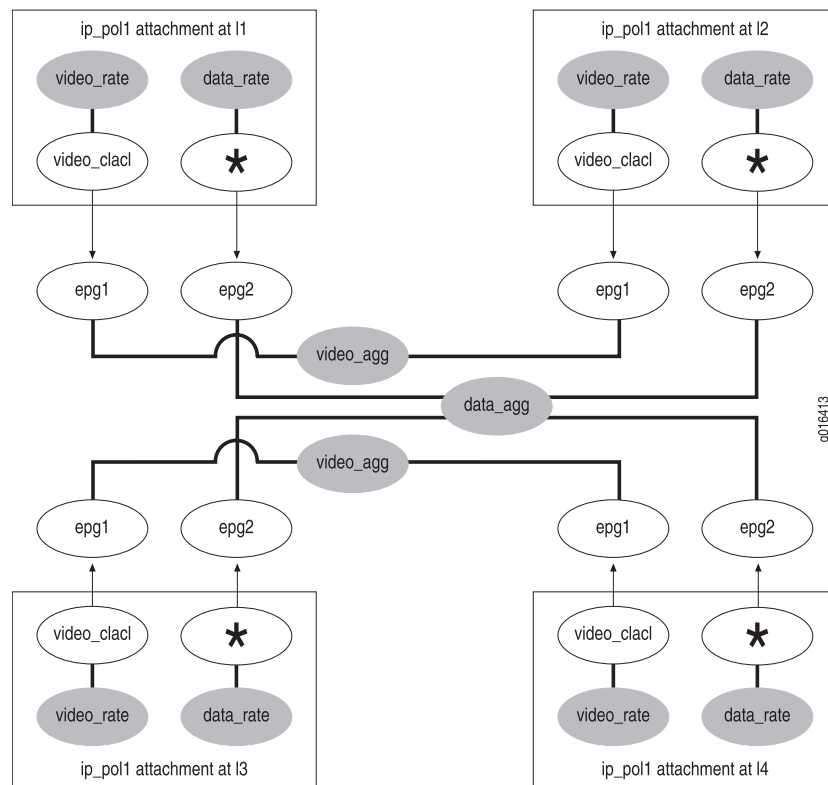 ip_pol1 attachment at l1
ip_pol1 attachment at l2
video_rate
data_rate
video_rate
data_rate
video_clacl
*
video_clacl
*
epg1
epg2
epg1
epg2
video_agg
data_agg
g016413
video_agg
epg1
epg2
epg1
epg2
video_clacl
*
video_clacl
*
video_rate
data_rate
video_rate
data_rate
ip_pol1 attachment at l3
ip_pol1 attachment at l4